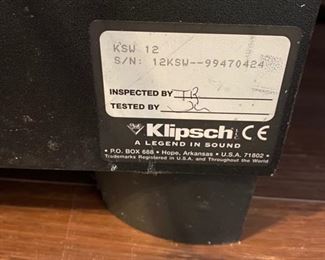 KSW 12
S/N: 12KSW--99470424
INSPECTED BY
TESTED BY
Klipsch CE
A LEGEND IN SOUND
• P.O. BOX 688 • Hope, Arkansas • U.S.A. 71802 •
Trademarks Registered in U.S.A. and Throughout the World